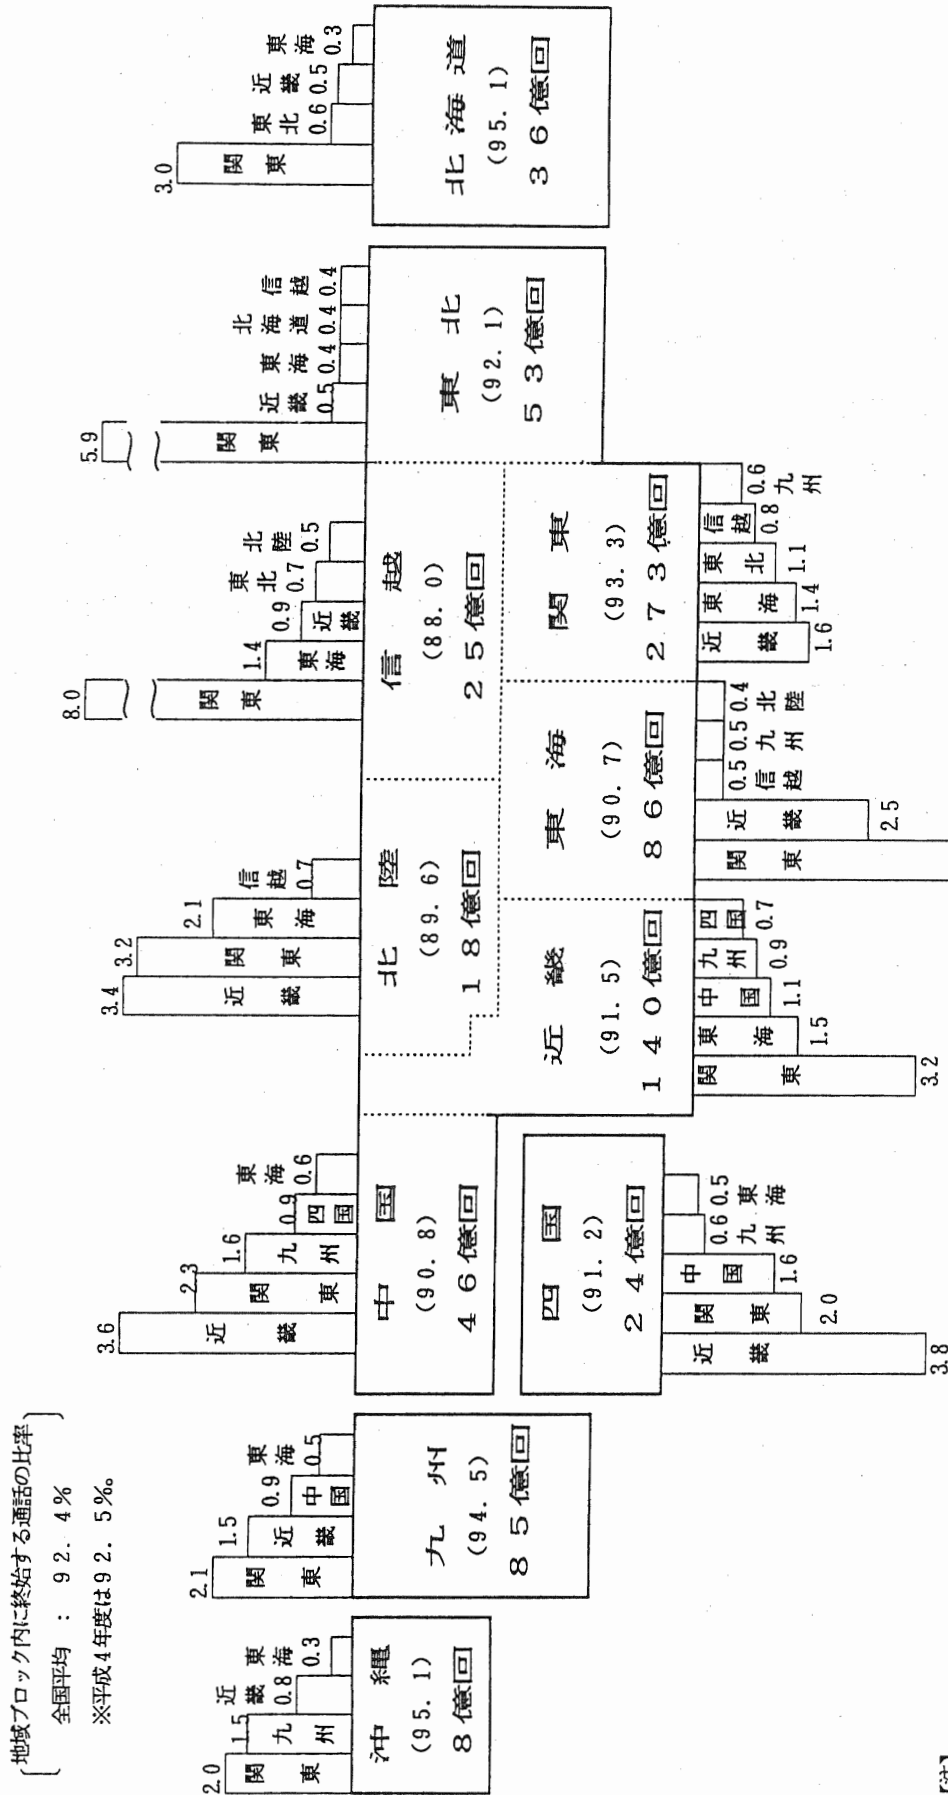 地域ブロック内に終始する通話の比率
全国平均 : 92.4%
※平成4年度は92.5%。
沖縄
(95.1)
8億回
2.0 関東
1.5 九州
近畿 0.8
東海 0.3
九州
(94.5)
85億回
2.1 関東
1.5 近畿
0.9 中国
東海 0.5
中国
(90.8)
46億回
3.6 近畿
2.3 関東
1.6 九州
0.9 四国
東海 0.6
四国
(91.2)
24億回
近畿 3.8
関東 2.0
中国 1.6
0.6 九州
0.5 東海
北陸
(89.6)
18億回
3.4 近畿
3.2 関東
2.1 東海
信越 0.7
近畿
(91.5)
140億回
関東 3.2
東海 1.5
中国 1.1
九州 0.9
四国 0.7
信越
(88.0)
25億回
8.0 関東
1.4 東海
0.9 近畿
東北 0.7
北陸 0.5
東海
(90.7)
86億回
関東
近畿 2.5
0.5 信越
0.5 九州
0.4 北陸
関東
(93.3)
273億回
近畿 1.6
東海 1.4
東北 1.1
信越 0.8
0.6 九州
東北
(92.1)
53億回
5.9 関東
近畿 0.5
東海 0.4
北海道 0.4
信越 0.4
北海道
(95.1)
36億回
3.0 関東
東北 0.6
近畿 0.5
東海 0.3